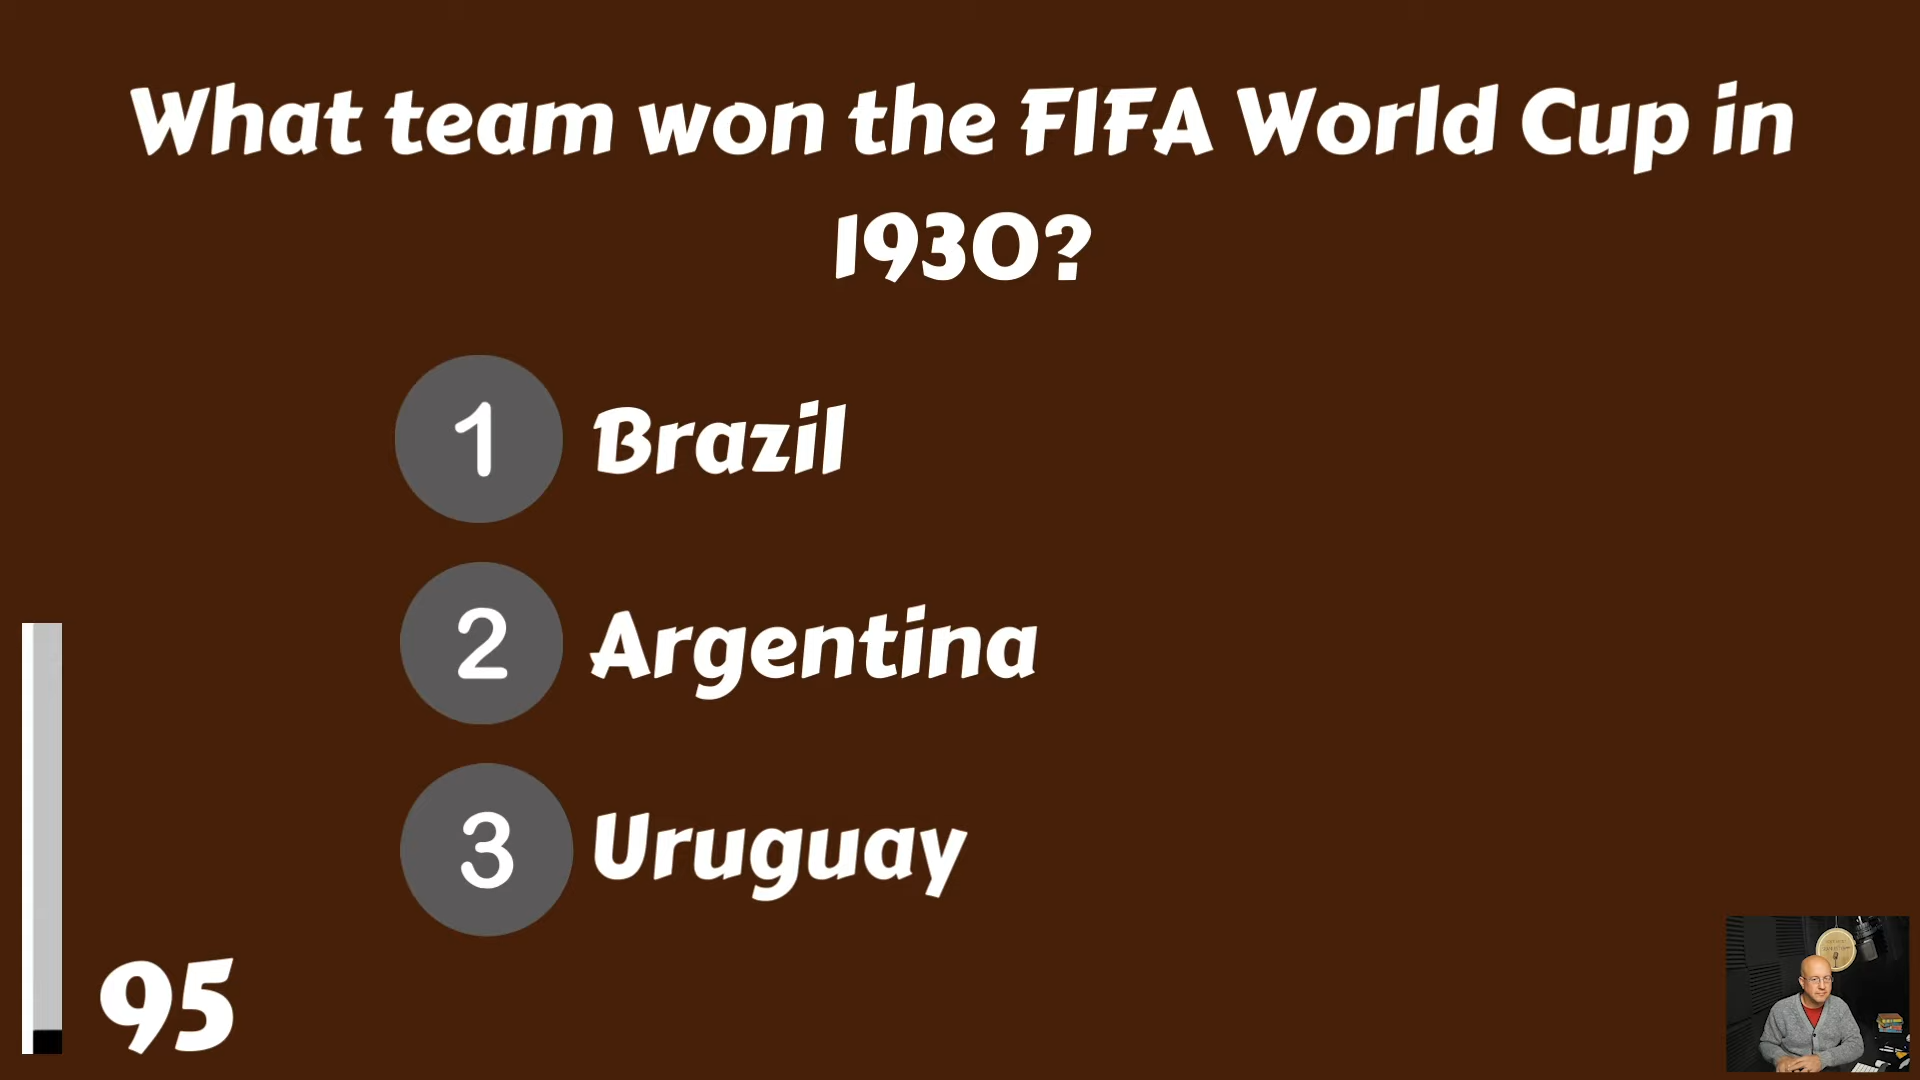 What team won the FIFA World Cup in
1930?
1 Brazil
2 Argentina
3 Uruguay
95